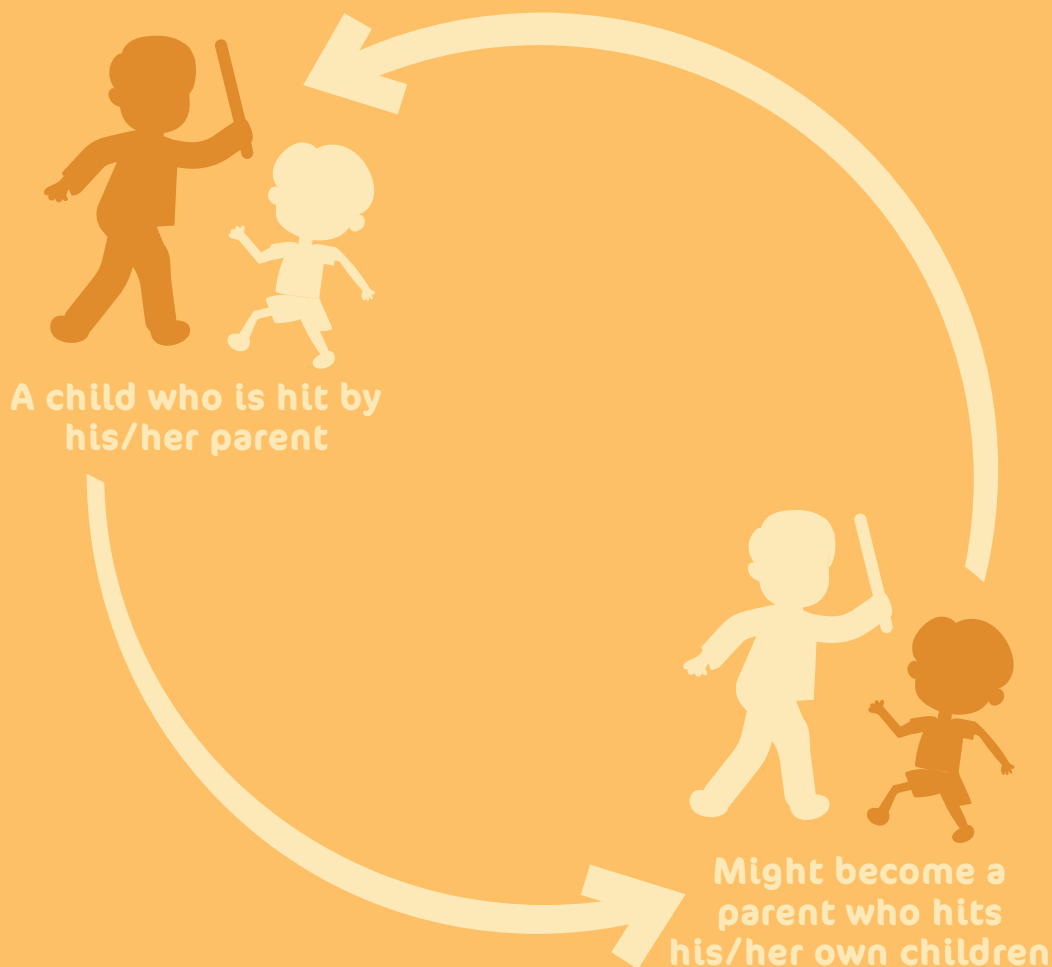 A child who is hit by
his/her parent
Might become a
parent who hits
his/her own children